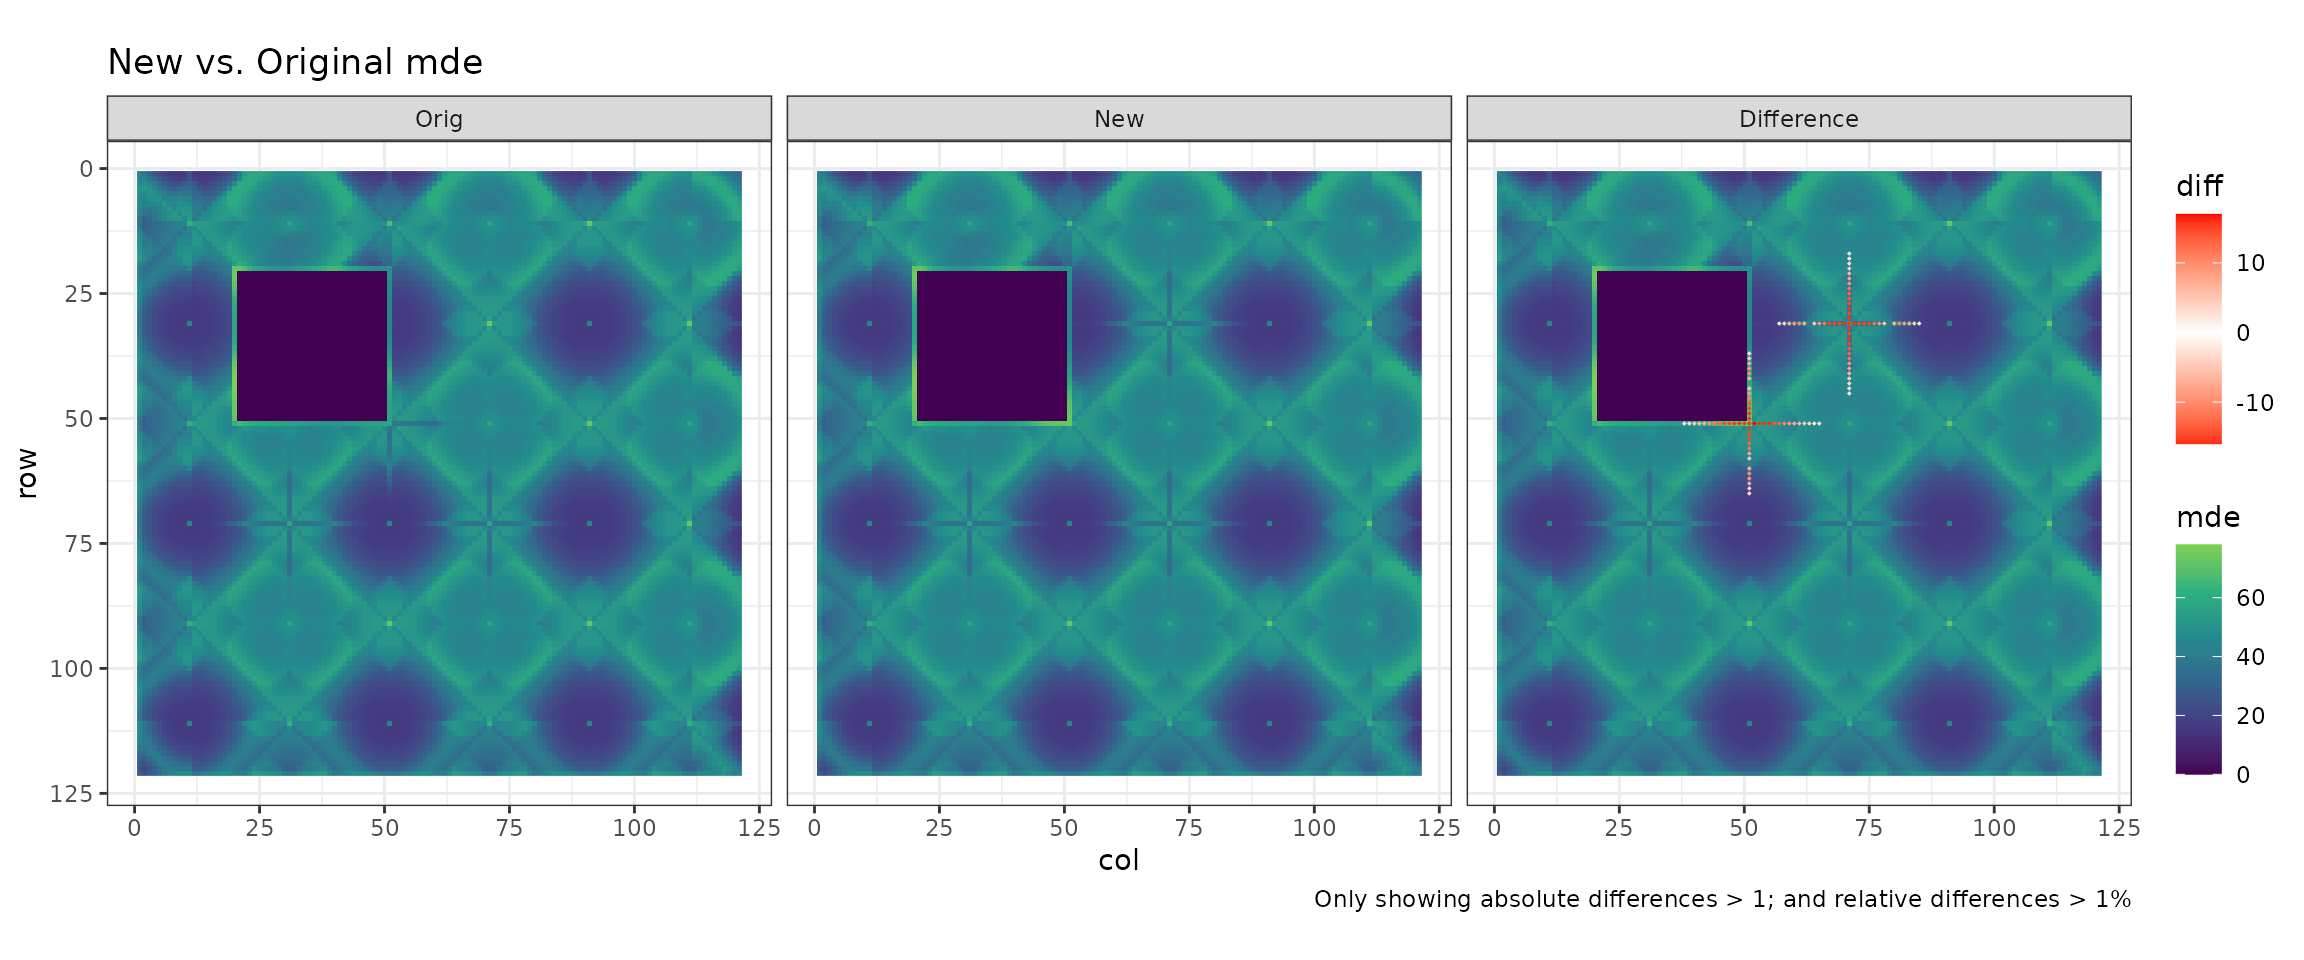 New vs. Original mde
Orig
New
Difference
0
25
50
75
100
125
row
0 25 50 75 100 125
0 25 50 75 100 125
0 25 50 75 100 125
col
diff
10
0
-10
mde
60
40
20
0
Only showing absolute differences > 1; and relative differences > 1%